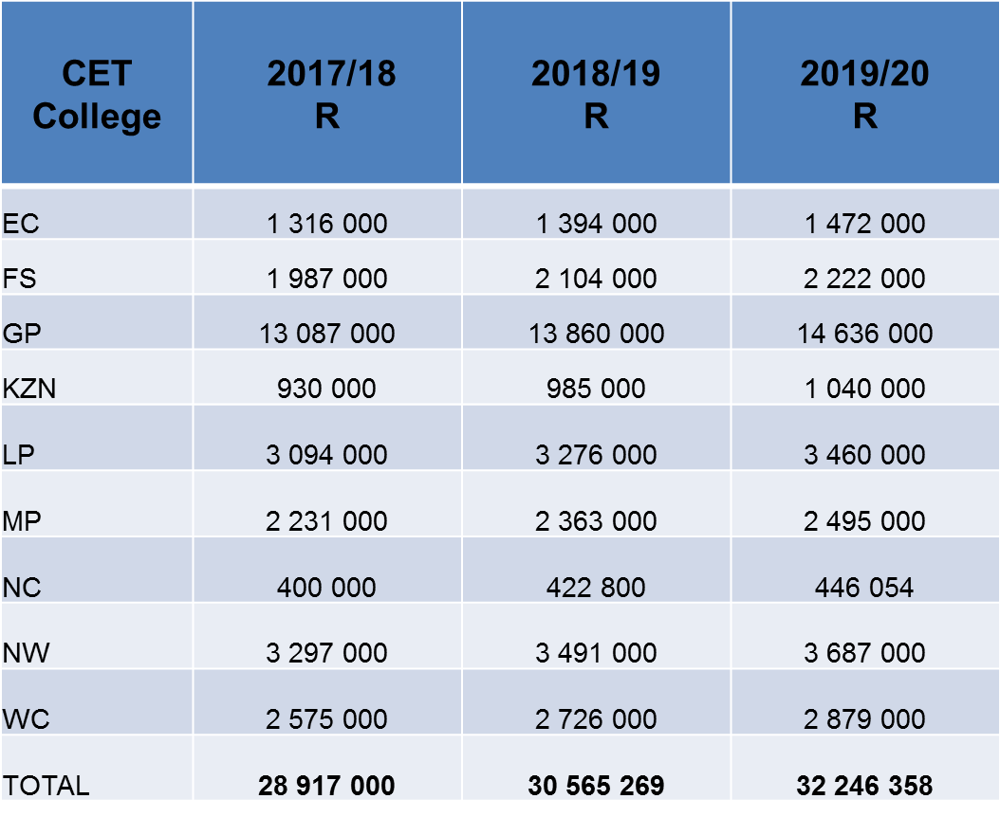 CET College 2017/18 R 2018/19 R 2019/20 R
EC 1 316 000 1 394 000 1 472 000
FS 1 987 000 2 104 000 2 222 000
GP 13 087 000 13 860 000 14 636 000
KZN 930 000 985 000 1 040 000
LP 3 094 000 3 276 000 3 460 000
MP 2 231 000 2 363 000 2 495 000
NC 400 000 422 800 446 054
NW 3 297 000 3 491 000 3 687 000
WC 2 575 000 2 726 000 2 879 000
TOTAL 28 917 000 30 565 269 32 246 358